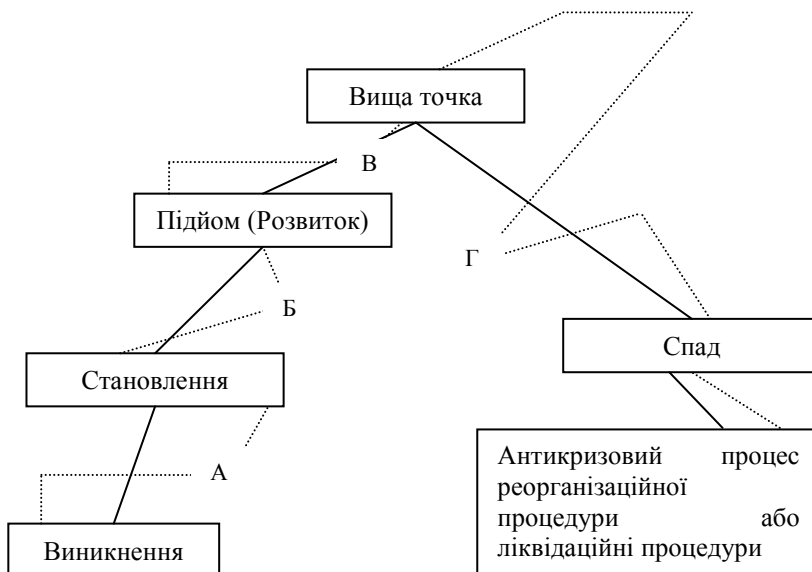 Вища точка
В
Підйом (Розвиток)
Г
Б
Спад
Становлення
Антикризовий процес
реорганізаційної
процедури або
ліквідаційні процедури
А
Виникнення